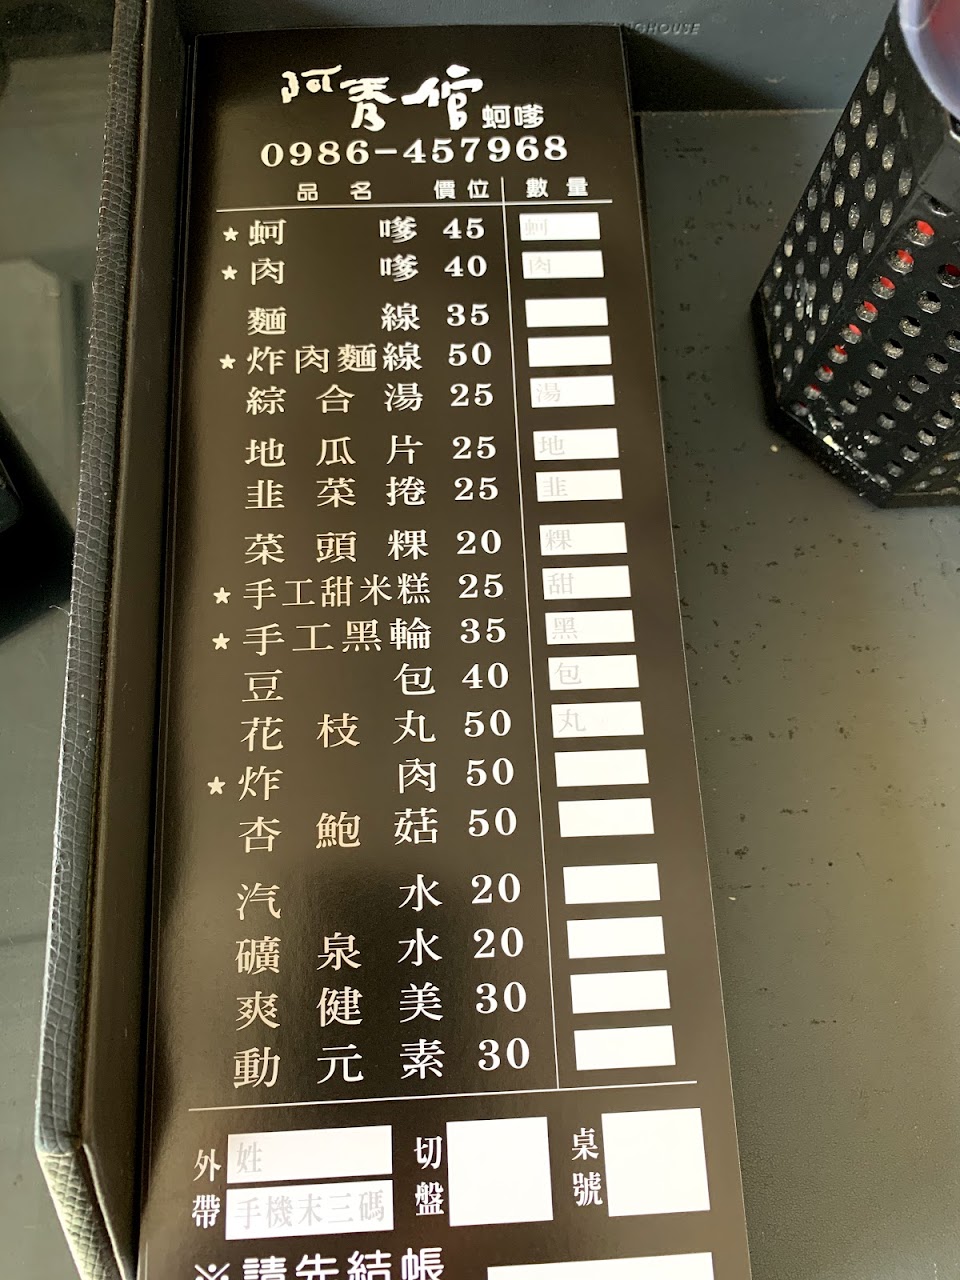 NGHOUSE
阿秀倌蚵嗲
0986-457968
品名 價位 數量
★蚵嗲 45 蚵
★肉嗲 40 肉
麵線 35
★炸肉麵線 50
綜合湯 25 湯
地瓜片 25 地
韭菜捲 25 韭
菜頭粿 20 粿
★手工甜米糕 25 甜
★手工黑輪 35 黑
豆包 40 包
花枝丸 50 丸
★炸肉 50
杏鮑菇 50
汽水 20
礦泉水 20
爽健美 30
動元素 30
外帶 姓 手機末三碼 切盤 桌號
※請先結帳